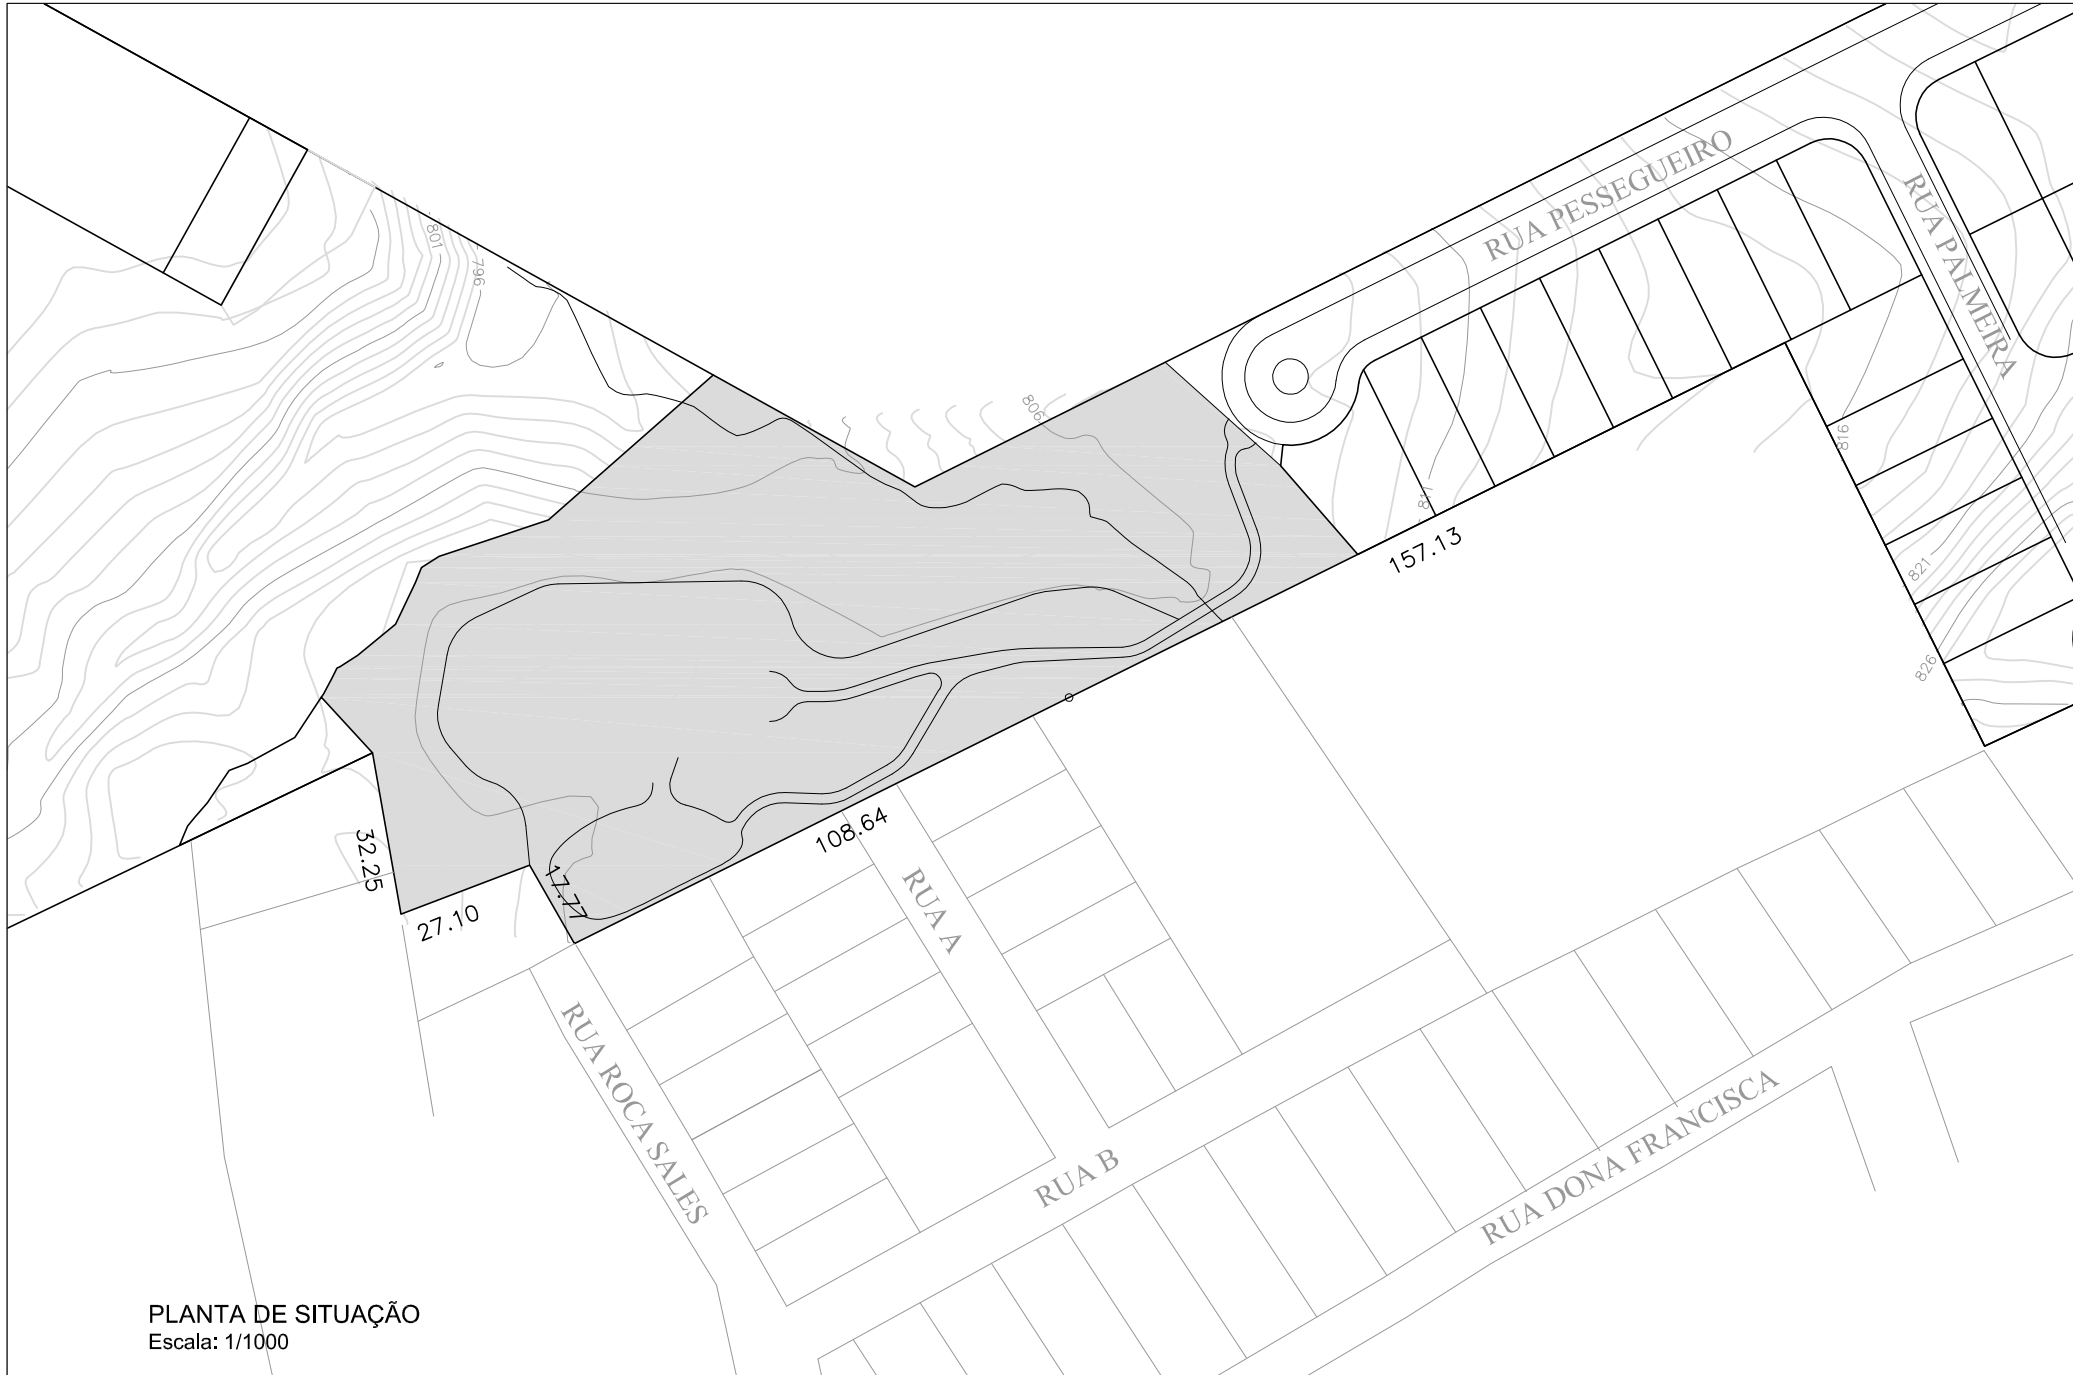 RUA PESSEGUEIRO
RUA PALMEIRA
801
796
806
811
816
821
826
157.13
108.64
32.25
27.10
17.77
RUA A
RUA ROCA SALES
RUA B
RUA DONA FRANCISCA
PLANTA DE SITUAÇÃO
Escala: 1/1000